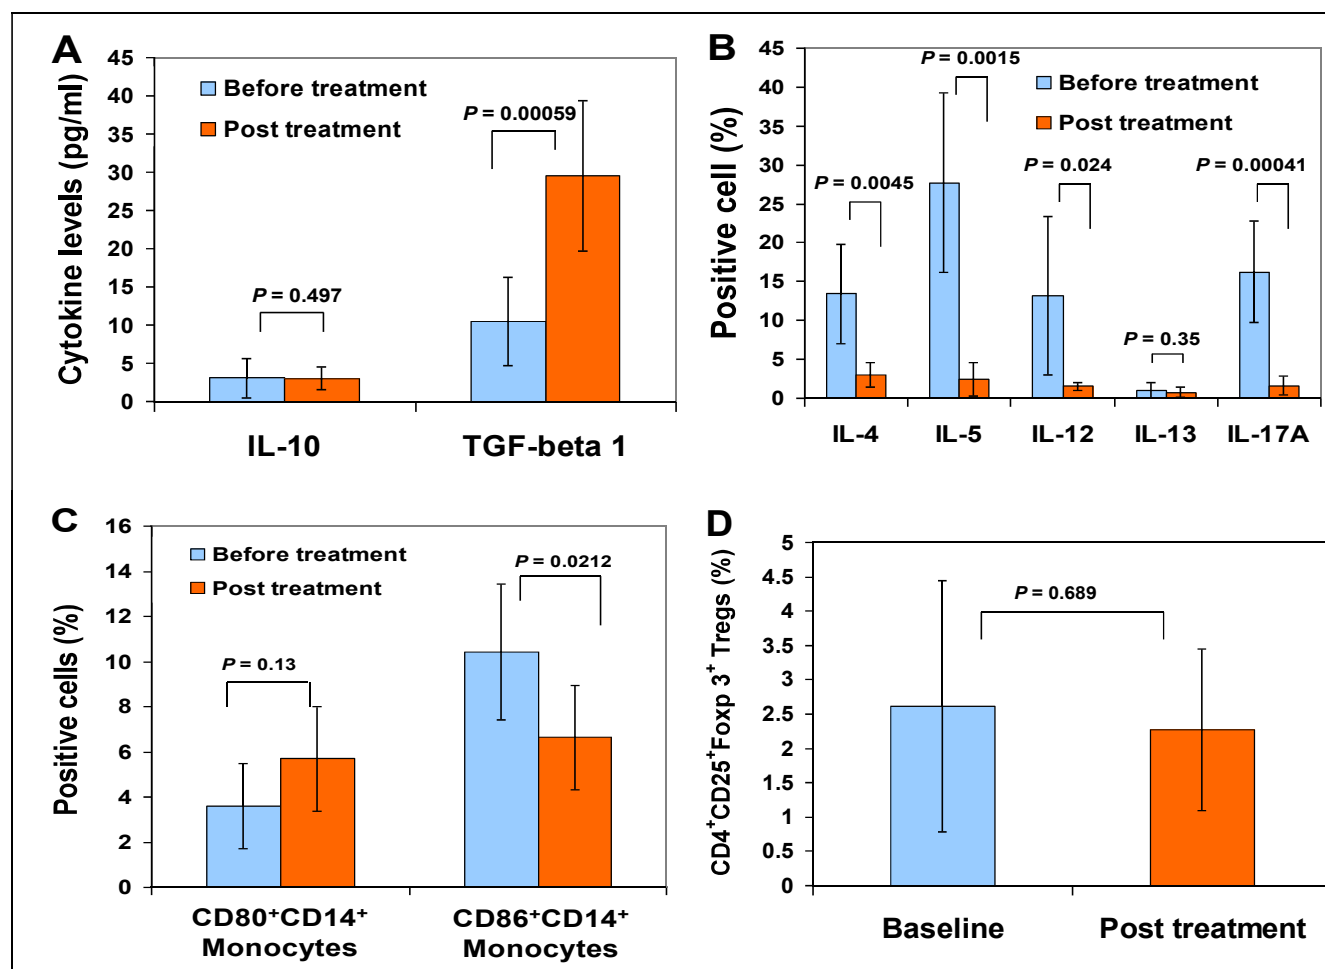 A
Cytokine levels (pg/ml)
45
40
35
30
25
20
15
10
5
0
Before treatment
Post treatment
P = 0.00059
P = 0.497
IL-10
TGF-beta 1
B
Positive cell (%)
45
40
35
30
25
20
15
10
5
0
P = 0.0015
Before treatment
Post treatment
P = 0.0045
P = 0.024
P = 0.00041
P = 0.35
IL-4
IL-5
IL-12
IL-13
IL-17A
C
Positive cells (%)
16
14
12
10
8
6
4
2
0
Before treatment
Post treatment
P = 0.0212
P = 0.13
CD80⁺CD14⁺
Monocytes
CD86⁺CD14⁺
Monocytes
D
CD4⁺CD25⁺Foxp 3⁺ Tregs (%)
5
4.5
4
3.5
3
2.5
2
1.5
1
0.5
0
P = 0.689
Baseline
Post treatment